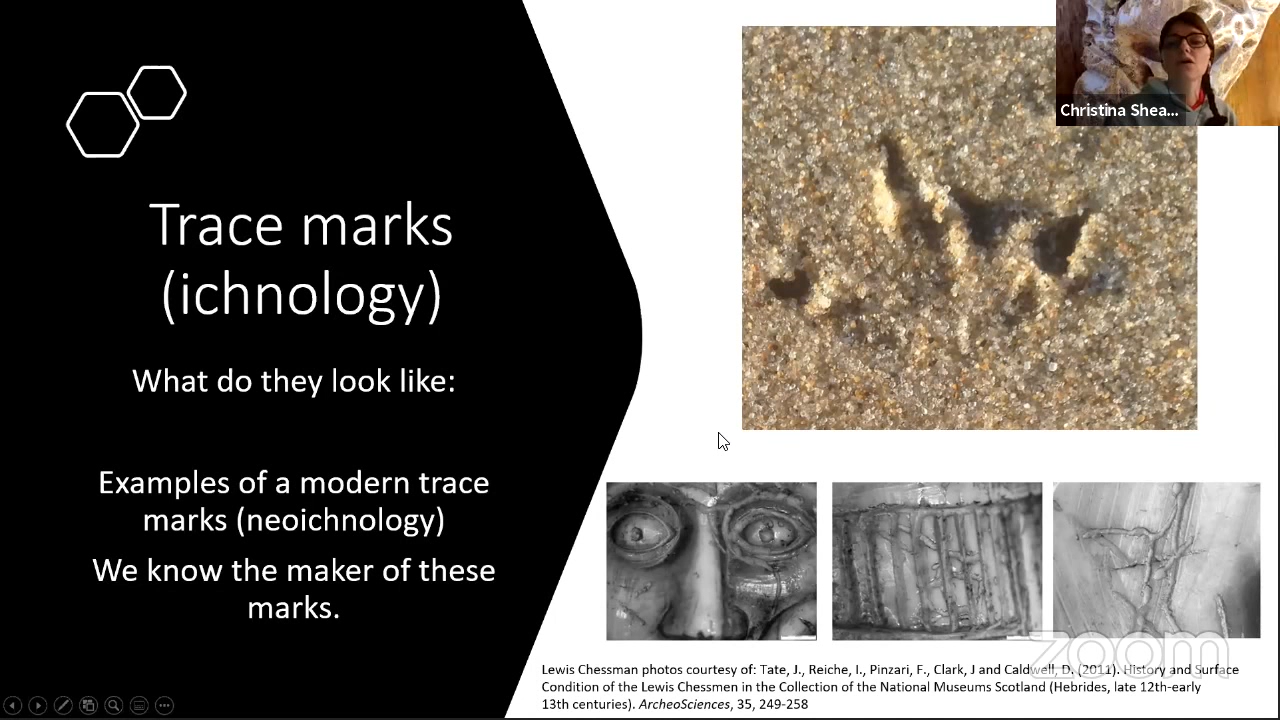 Trace marks
(ichnology)
What do they look like:
Examples of a modern trace
marks (neoichnology)
We know the maker of these
marks.
Christina Shea...
Lewis Chessman photos courtesy of: Tate, J., Reiche, I., Pinzari, F., Clark, J and Caldwell, D. (2011). History and Surface
Condition of the Lewis Chessmen in the Collection of the National Museums Scotland (Hebrides, late 12th-early
13th centuries). ArcheoSciences, 35, 249-258
zoom